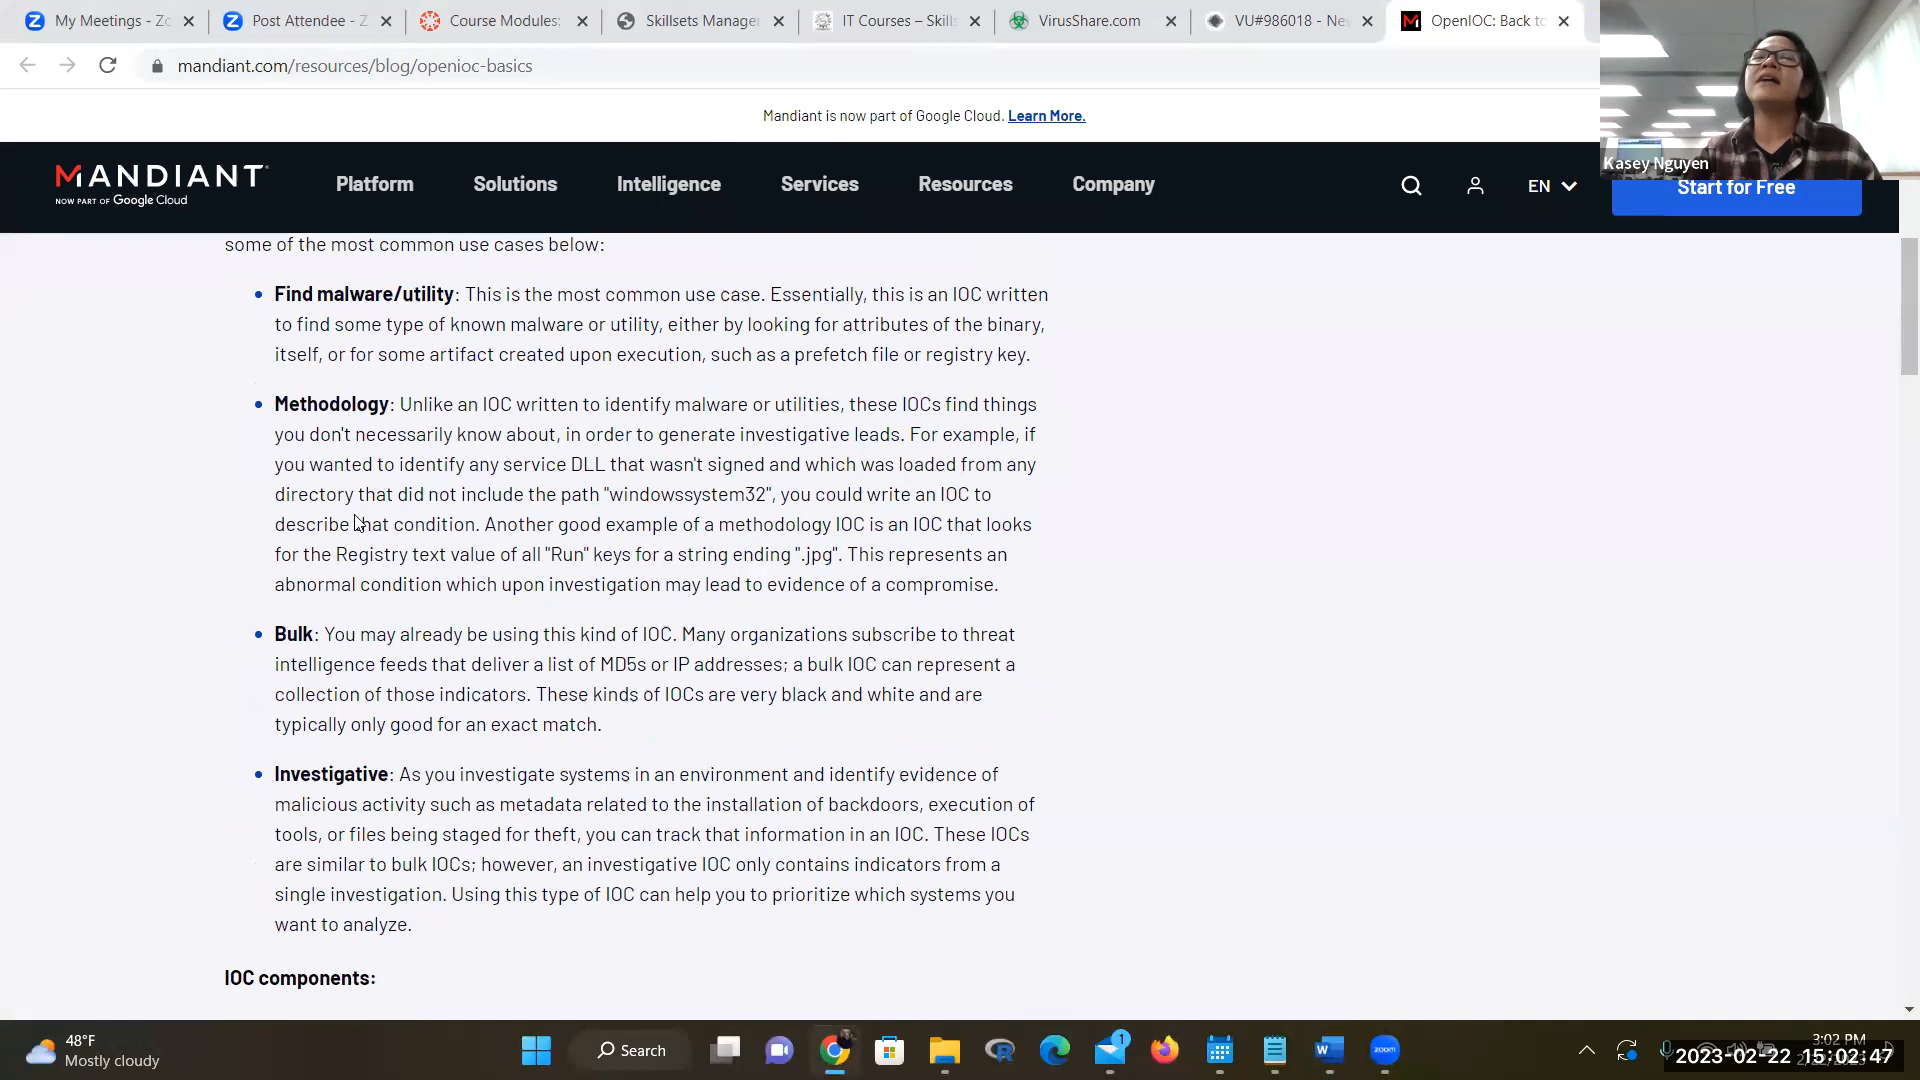 My Meetings - Zo
Post Attendee - Z
Course Modules:
Skillsets Manager
IT Courses – Skills
VirusShare.com
VU#986018 - Ne
OpenIOC: Back to
mandiant.com/resources/blog/openioc-basics
Mandiant is now part of Google Cloud. Learn More.
Kasey Nguyen
MANDIANT
NOW PART OF Google Cloud
Platform
Solutions
Intelligence
Services
Resources
Company
EN
Start for Free
some of the most common use cases below:
Find malware/utility: This is the most common use case. Essentially, this is an IOC written
to find some type of known malware or utility, either by looking for attributes of the binary,
itself, or for some artifact created upon execution, such as a prefetch file or registry key.
Methodology: Unlike an IOC written to identify malware or utilities, these IOCs find things
you don't necessarily know about, in order to generate investigative leads. For example, if
you wanted to identify any service DLL that wasn't signed and which was loaded from any
directory that did not include the path "windowssystem32", you could write an IOC to
describe that condition. Another good example of a methodology IOC is an IOC that looks
for the Registry text value of all "Run" keys for a string ending ".jpg". This represents an
abnormal condition which upon investigation may lead to evidence of a compromise.
Bulk: You may already be using this kind of IOC. Many organizations subscribe to threat
intelligence feeds that deliver a list of MD5s or IP addresses; a bulk IOC can represent a
collection of those indicators. These kinds of IOCs are very black and white and are
typically only good for an exact match.
Investigative: As you investigate systems in an environment and identify evidence of
malicious activity such as metadata related to the installation of backdoors, execution of
tools, or files being staged for theft, you can track that information in an IOC. These IOCs
are similar to bulk IOCs; however, an investigative IOC only contains indicators from a
single investigation. Using this type of IOC can help you to prioritize which systems you
want to analyze.
IOC components:
48°F
Mostly cloudy
Search
1
zoom
3:02 PM
2023-02-22 15:02:47